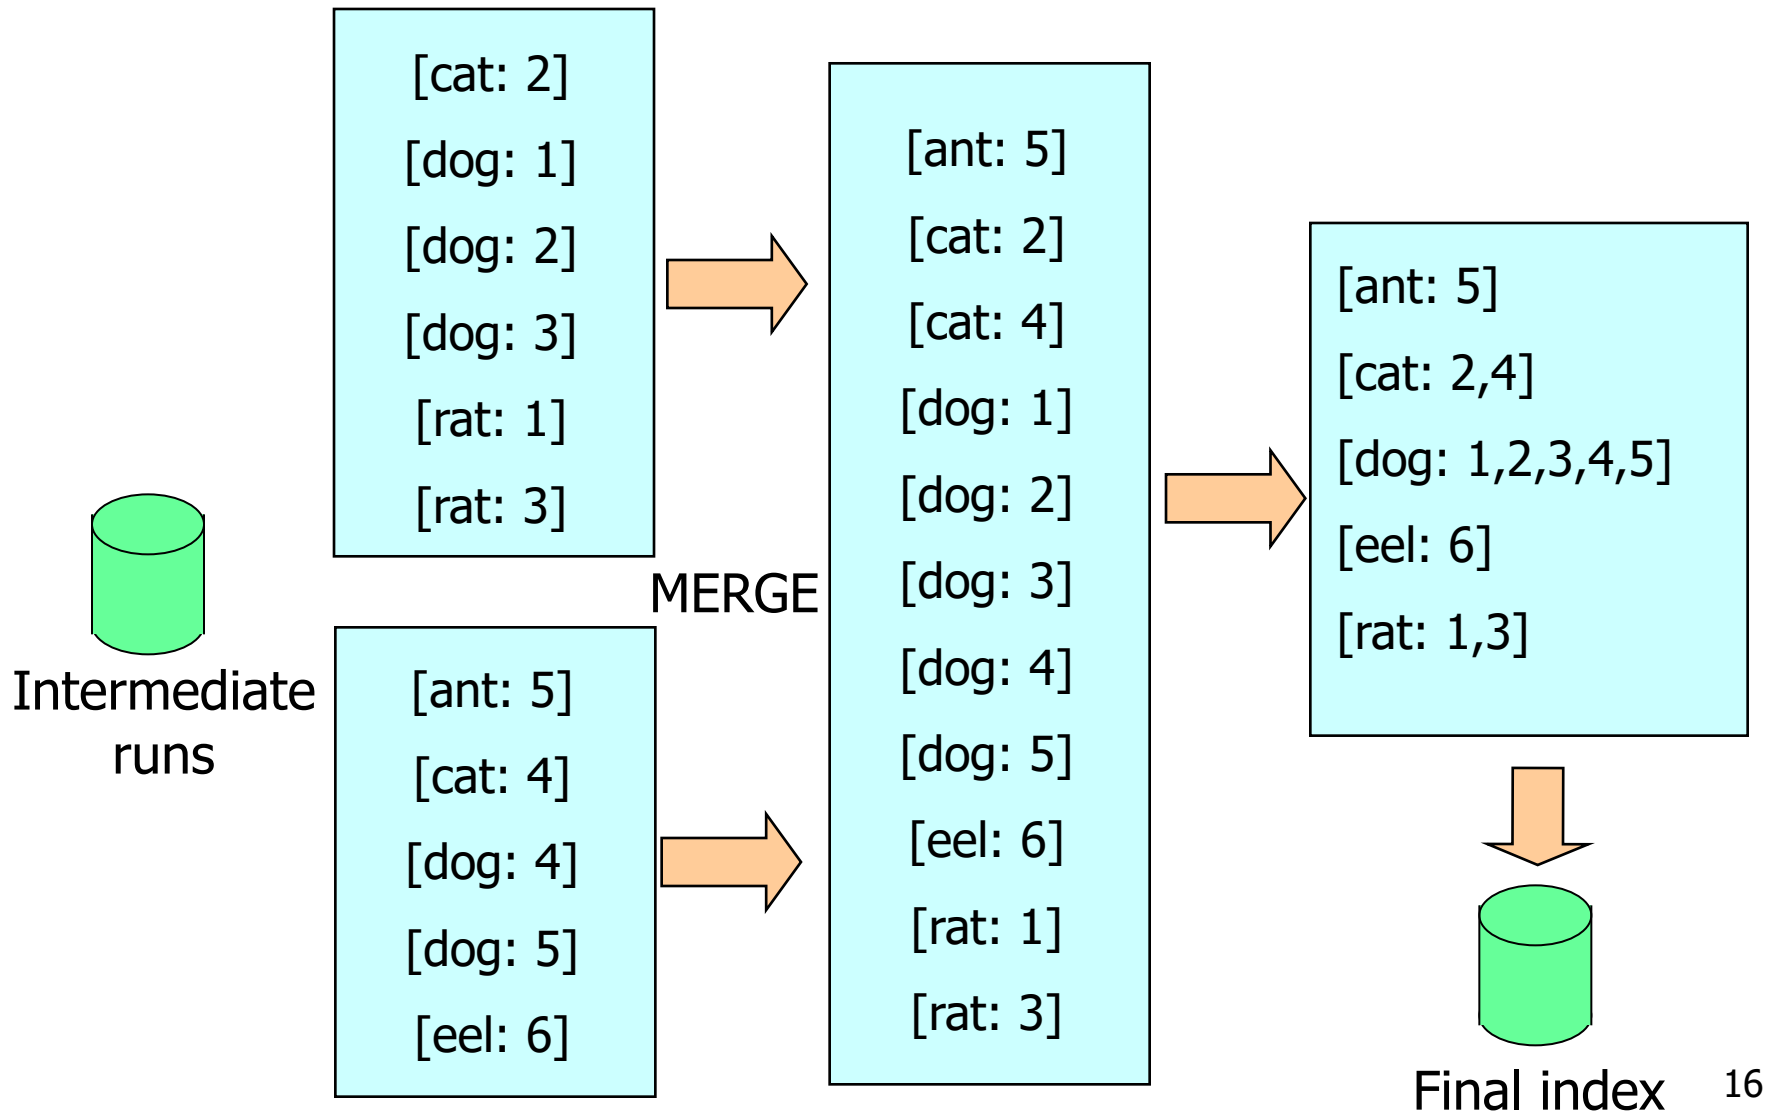 [cat: 2]
[dog: 1]
[dog: 2]
[dog: 3]
[rat: 1]
[rat: 3]
Intermediate
runs
MERGE
[ant: 5]
[cat: 4]
[dog: 4]
[dog: 5]
[eel: 6]
[ant: 5]
[cat: 2]
[cat: 4]
[dog: 1]
[dog: 2]
[dog: 3]
[dog: 4]
[dog: 5]
[eel: 6]
[rat: 1]
[rat: 3]
[ant: 5]
[cat: 2,4]
[dog: 1,2,3,4,5]
[eel: 6]
[rat: 1,3]
Final index
16